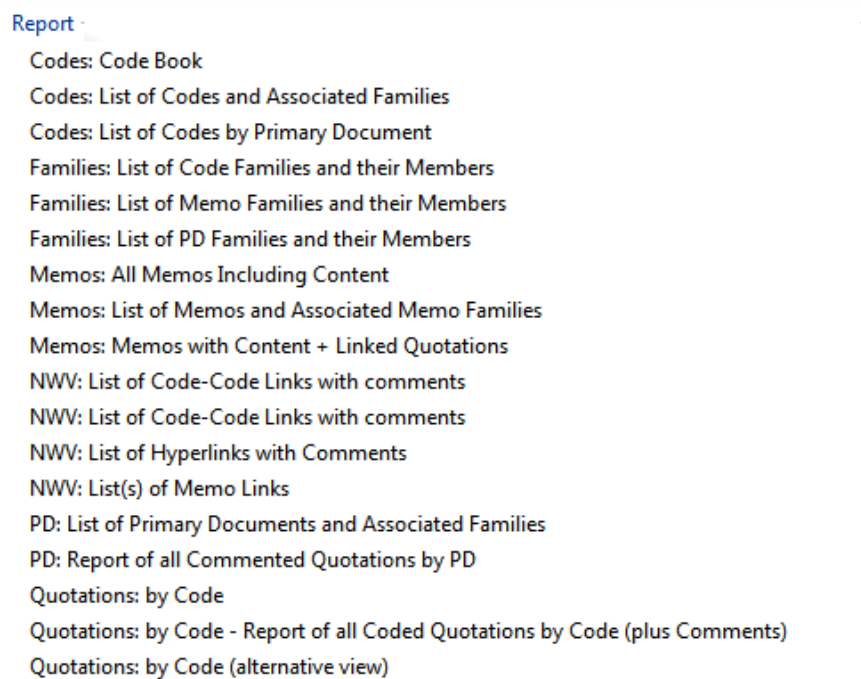 Report
Codes: Code Book
Codes: List of Codes and Associated Families
Codes: List of Codes by Primary Document
Families: List of Code Families and their Members
Families: List of Memo Families and their Members
Families: List of PD Families and their Members
Memos: All Memos Including Content
Memos: List of Memos and Associated Memo Families
Memos: Memos with Content + Linked Quotations
NWV: List of Code-Code Links with comments
NWV: List of Code-Code Links with comments
NWV: List of Hyperlinks with Comments
NWV: List(s) of Memo Links
PD: List of Primary Documents and Associated Families
PD: Report of all Commented Quotations by PD
Quotations: by Code
Quotations: by Code - Report of all Coded Quotations by Code (plus Comments)
Quotations: by Code (alternative view)